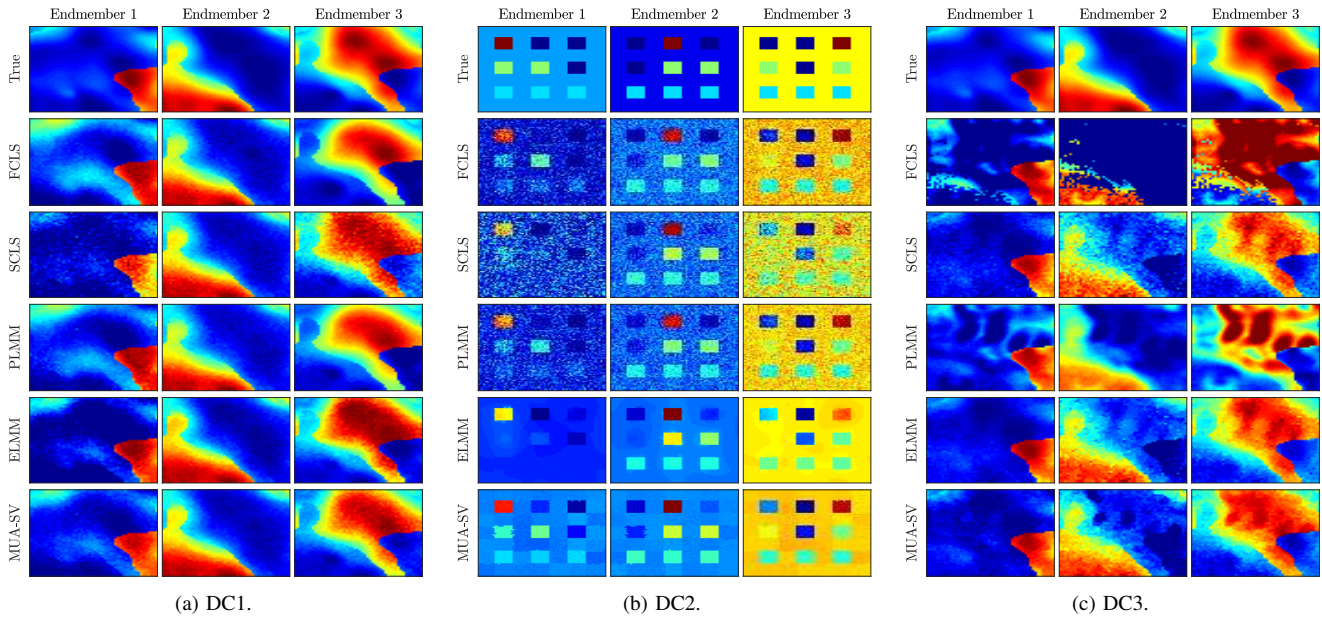 Endmember 1 Endmember 2 Endmember 3
True
FCLS
SCLS
PLMM
ELMM
MUA-SV
(a) DC1.
Endmember 1 Endmember 2 Endmember 3
True
FCLS
SCLS
PLMM
ELMM
MUA-SV
(b) DC2.
Endmember 1 Endmember 2 Endmember 3
True
FCLS
SCLS
PLMM
ELMM
MUA-SV
(c) DC3.